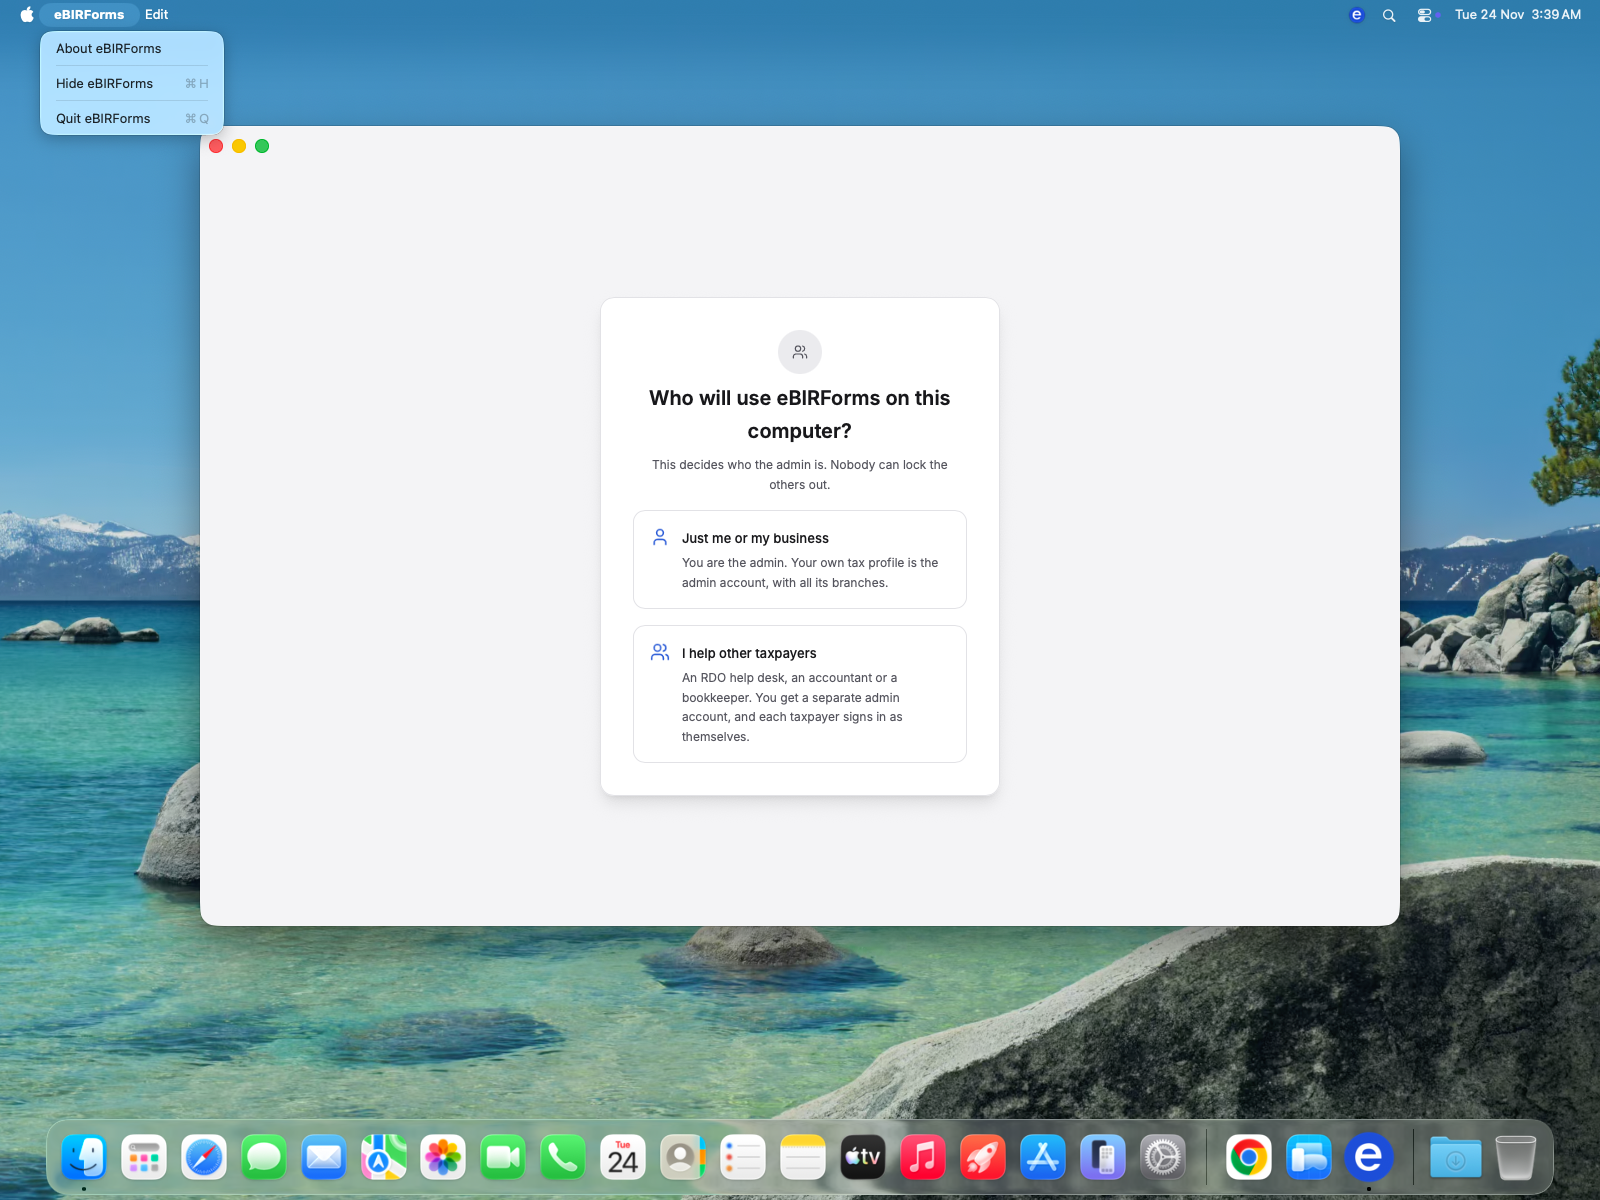 eBIRForms Edit
e
Tue 24 Nov 3:39 AM
About eBIRForms
Hide eBIRForms ⌘ H
Quit eBIRForms ⌘ Q
Who will use eBIRForms on this
computer?
This decides who the admin is. Nobody can lock the
others out.
Just me or my business
You are the admin. Your own tax profile is the
admin account, with all its branches.
I help other taxpayers
An RDO help desk, an accountant or a
bookkeeper. You get a separate admin
account, and each taxpayer signs in as
themselves.
Tue
24
tv
e